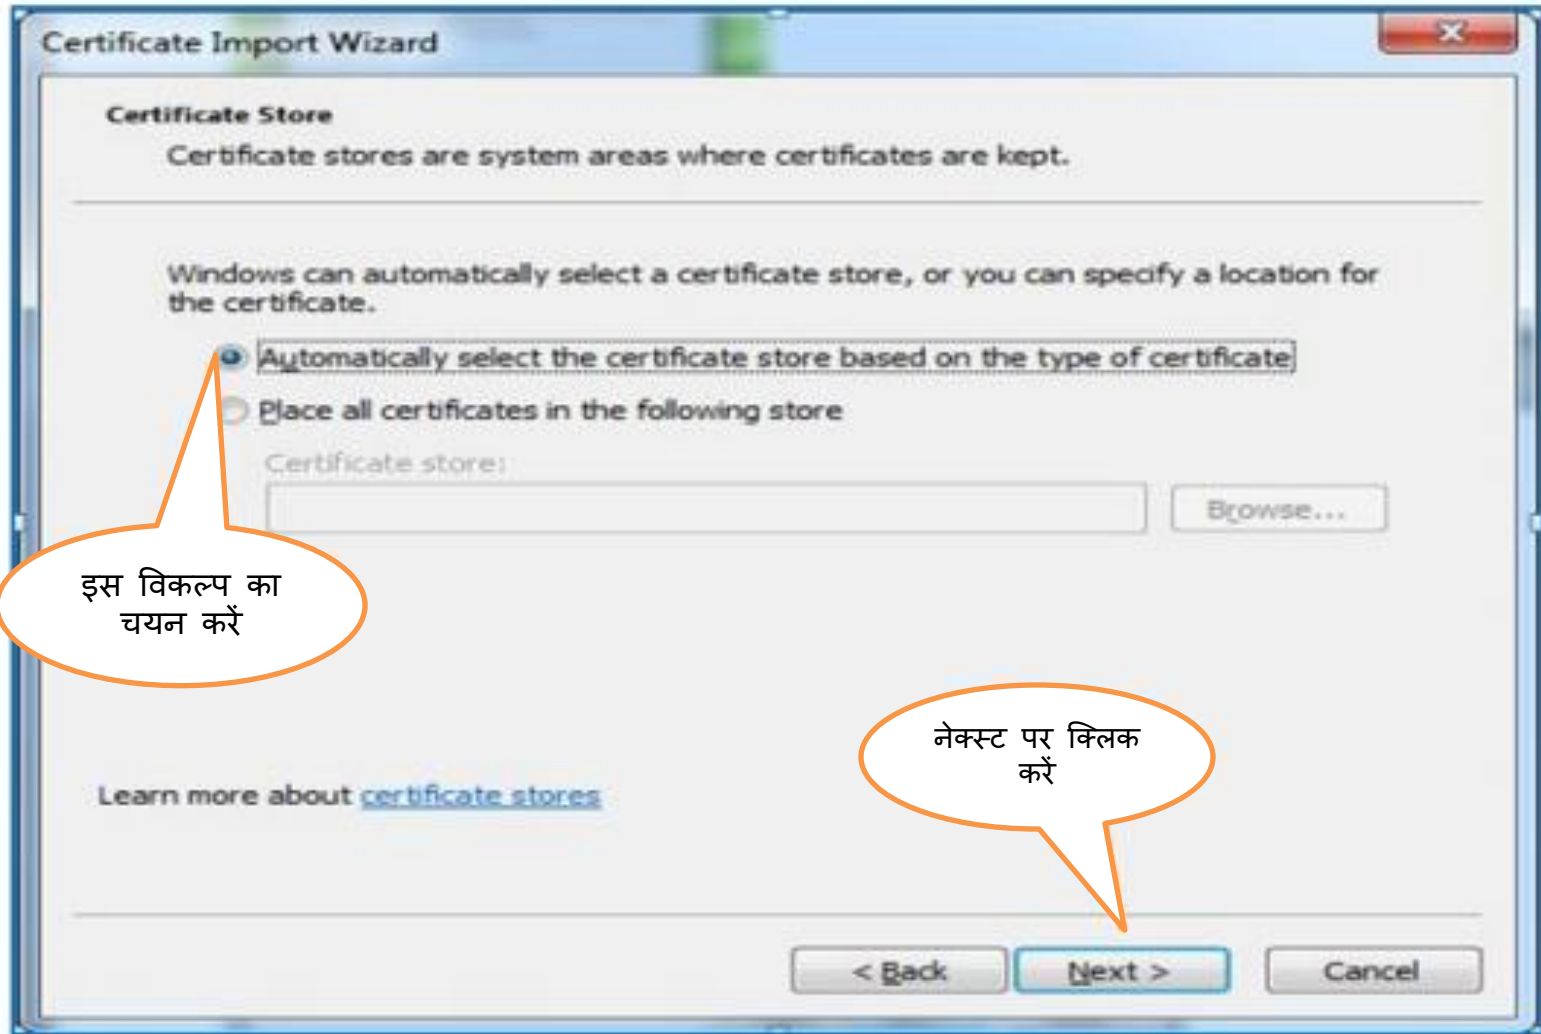 Certificate Import Wizard
Certificate Store
Certificate stores are system areas where certificates are kept.
Windows can automatically select a certificate store, or you can specify a location for
the certificate.
Automatically select the certificate store based on the type of certificate
Place all certificates in the following store
Certificate store:
Browse...
इस विकल्प का
चयन करें
नेक्स्ट पर क्लिक
करें
Learn more about certificate stores
< Back
Next >
Cancel